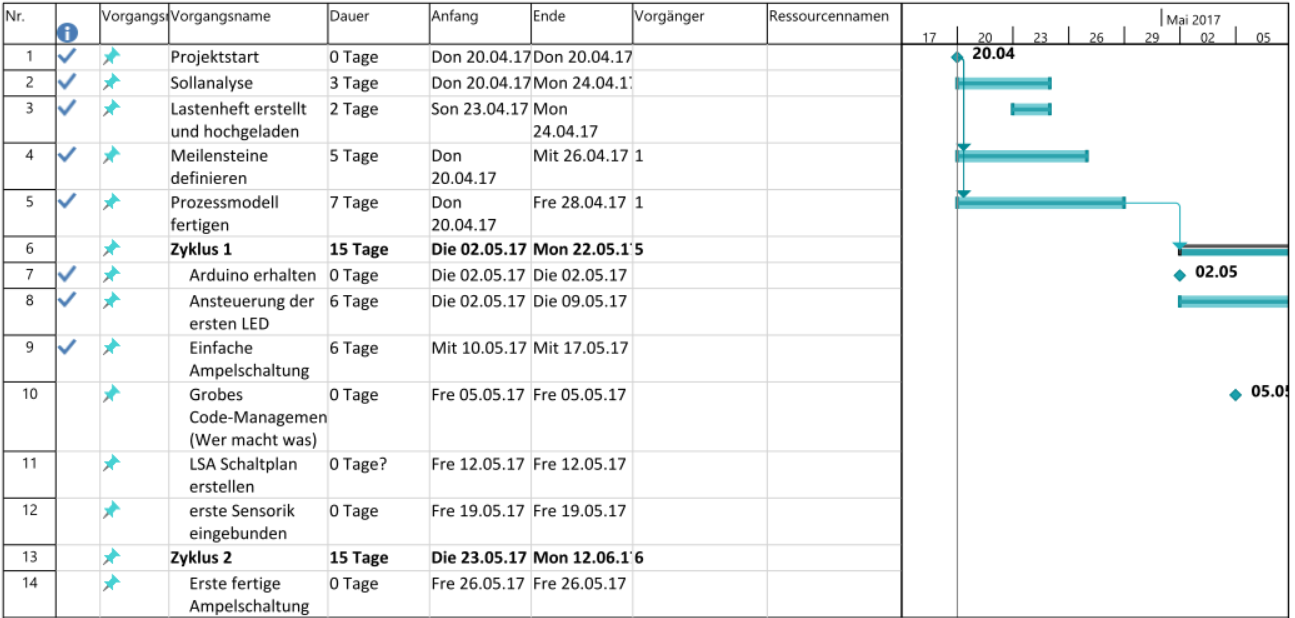 Nr. Vorgangsr Vorgangsname Dauer Anfang Ende Vorgänger Ressourcennamen
Mai 2017
17 20 23 26 29 02 05
1 Projektstart 0 Tage Don 20.04.17 Don 20.04.17 20.04
2 Sollanalyse 3 Tage Don 20.04.17 Mon 24.04.1
3 Lastenheft erstellt 2 Tage Son 23.04.17 Mon
und hochgeladen 24.04.17
4 Meilensteine 5 Tage Don Mit 26.04.17 1
definieren 20.04.17
5 Prozessmodell 7 Tage Don Fre 28.04.17 1
fertigen 20.04.17
6 Zyklus 1 15 Tage Die 02.05.17 Mon 22.05.1 5
7 Arduino erhalten 0 Tage Die 02.05.17 Die 02.05.17 02.05
8 Ansteuerung der 6 Tage Die 02.05.17 Die 09.05.17
ersten LED
9 Einfache 6 Tage Mit 10.05.17 Mit 17.05.17
Ampelschaltung
10 Grobes 0 Tage Fre 05.05.17 Fre 05.05.17 05.05
Code-Managemen
(Wer macht was)
11 LSA Schaltplan 0 Tage? Fre 12.05.17 Fre 12.05.17
erstellen
12 erste Sensorik 0 Tage Fre 19.05.17 Fre 19.05.17
eingebunden
13 Zyklus 2 15 Tage Die 23.05.17 Mon 12.06.1 6
14 Erste fertige 0 Tage Fre 26.05.17 Fre 26.05.17
Ampelschaltung